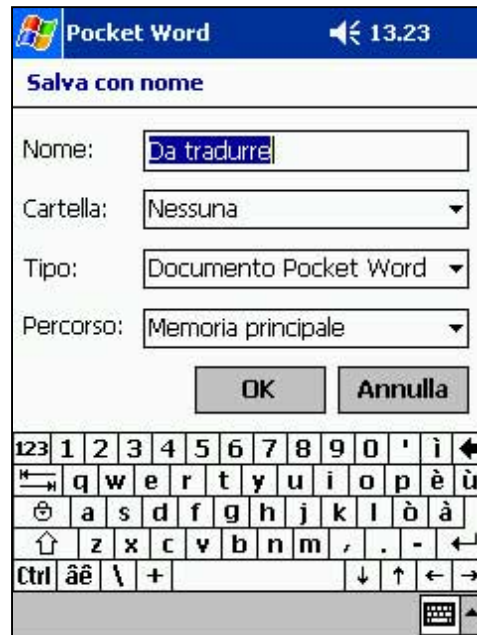 Pocket Word 13.23
Salva con nome
Nome: Da tradurre
Cartella: Nessuna
Tipo: Documento Pocket Word
Percorso: Memoria principale
OK Annulla
123 1 2 3 4 5 6 7 8 9 0 ' ì
q w e r t y u i o p è ù
a s d f g h j k l ò à
z x c v b n m , . -
Ctrl âê \ + ↓ ↑ ← →